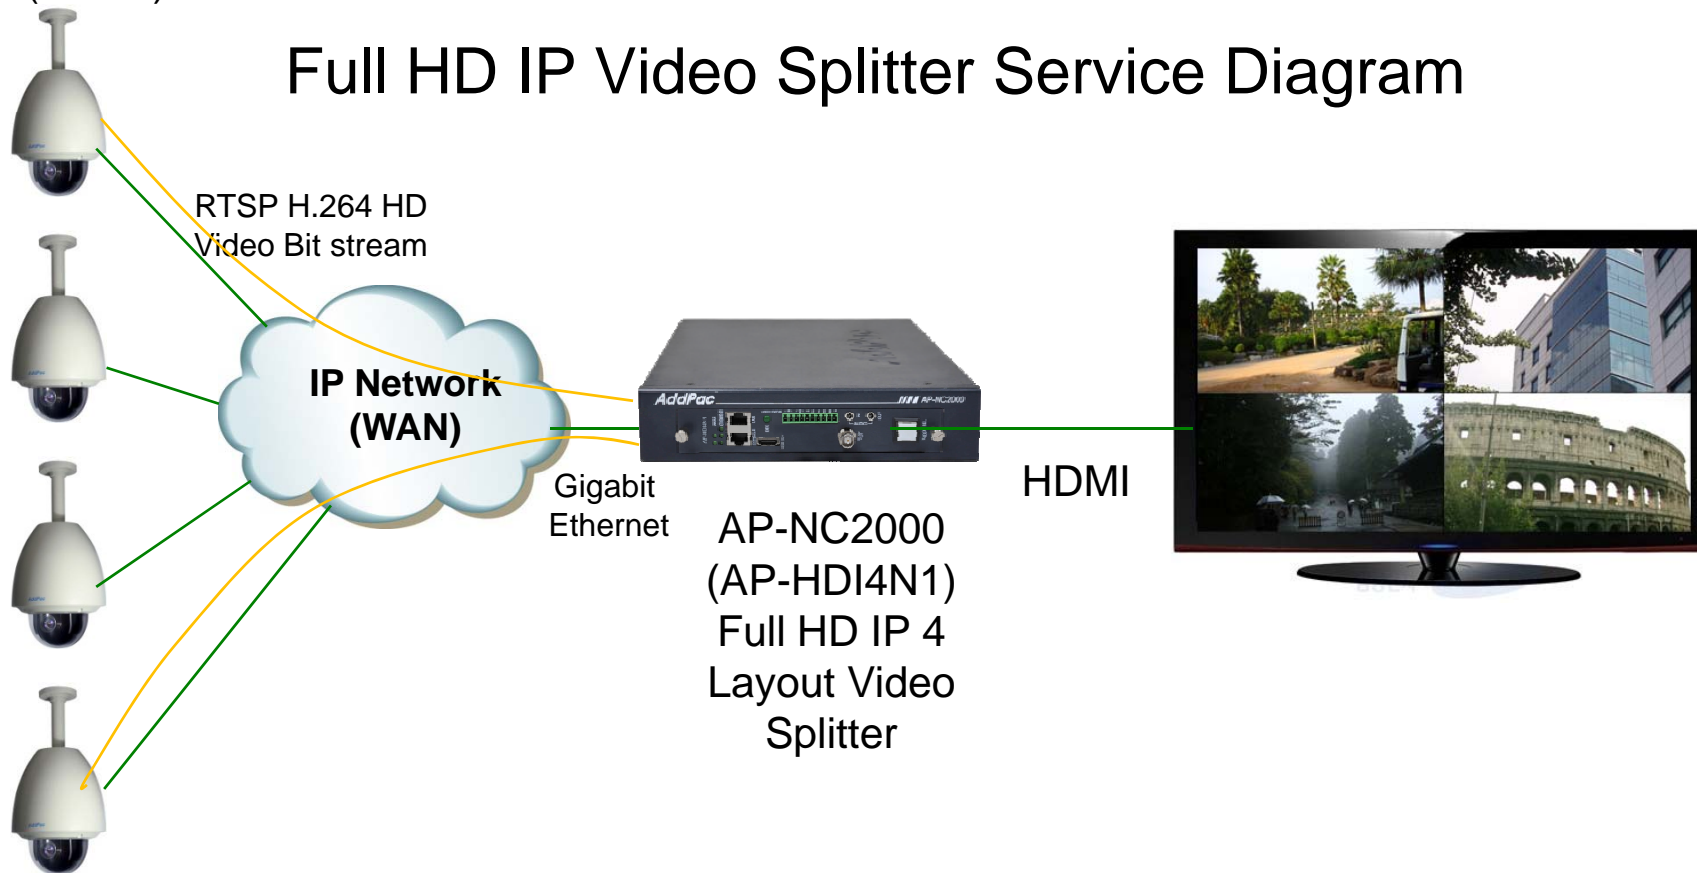 Full HD IP Video Splitter Service Diagram
RTSP H.264 HD
Video Bit stream
IP Network
(WAN)
AddPac
AP-NC2000
Gigabit
Ethernet
HDMI
AP-NC2000
(AP-HDI4N1)
Full HD IP 4
Layout Video
Splitter